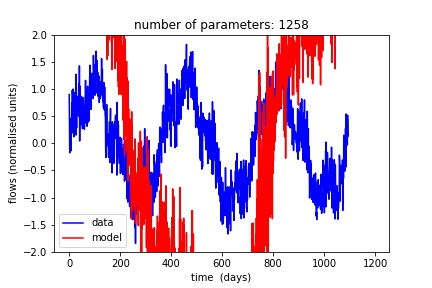 number of parameters: 1258
flows (normalised units)
2.0
1.5
1.0
0.5
0.0
−0.5
−1.0
−1.5
−2.0
data
model
0 200 400 600 800 1000 1200
time (days)